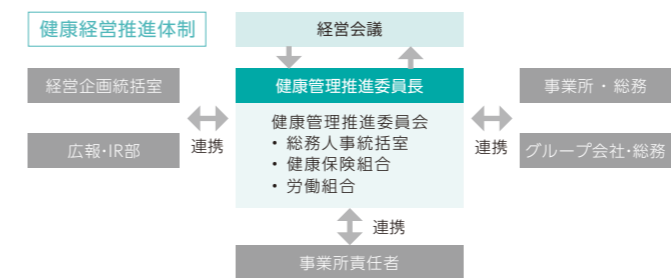 健康経営推進体制
経営会議
経営企画統括室
広報・IR部
連携
健康管理推進委員長
健康管理推進委員会
・総務人事統括室
・健康保険組合
・労働組合
連携
事業所・総務
グループ会社・総務
連携
事業所責任者